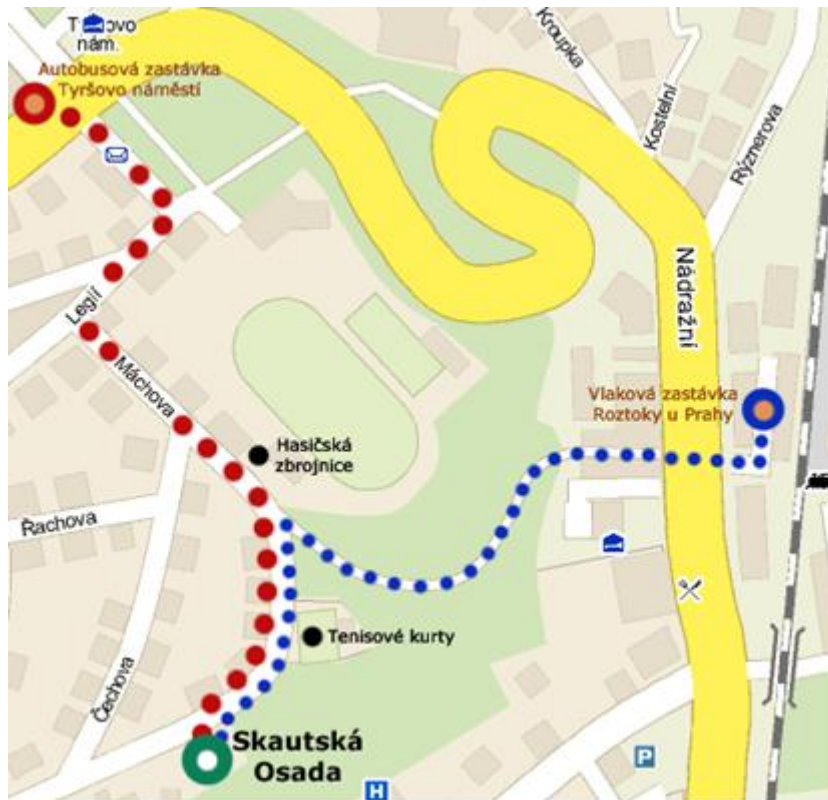 nám.
Autobusová zastávka
Tyršovo náměstí
Kroupka
Kostelní
Rýznerova
Legií
Nádražní
Máchova
Vlaková zastávka
Roztoky u Prahy
Hasičská
zbrojnice
Řachova
Tenisové kurty
Čechova
Skautská
Osada
P
H